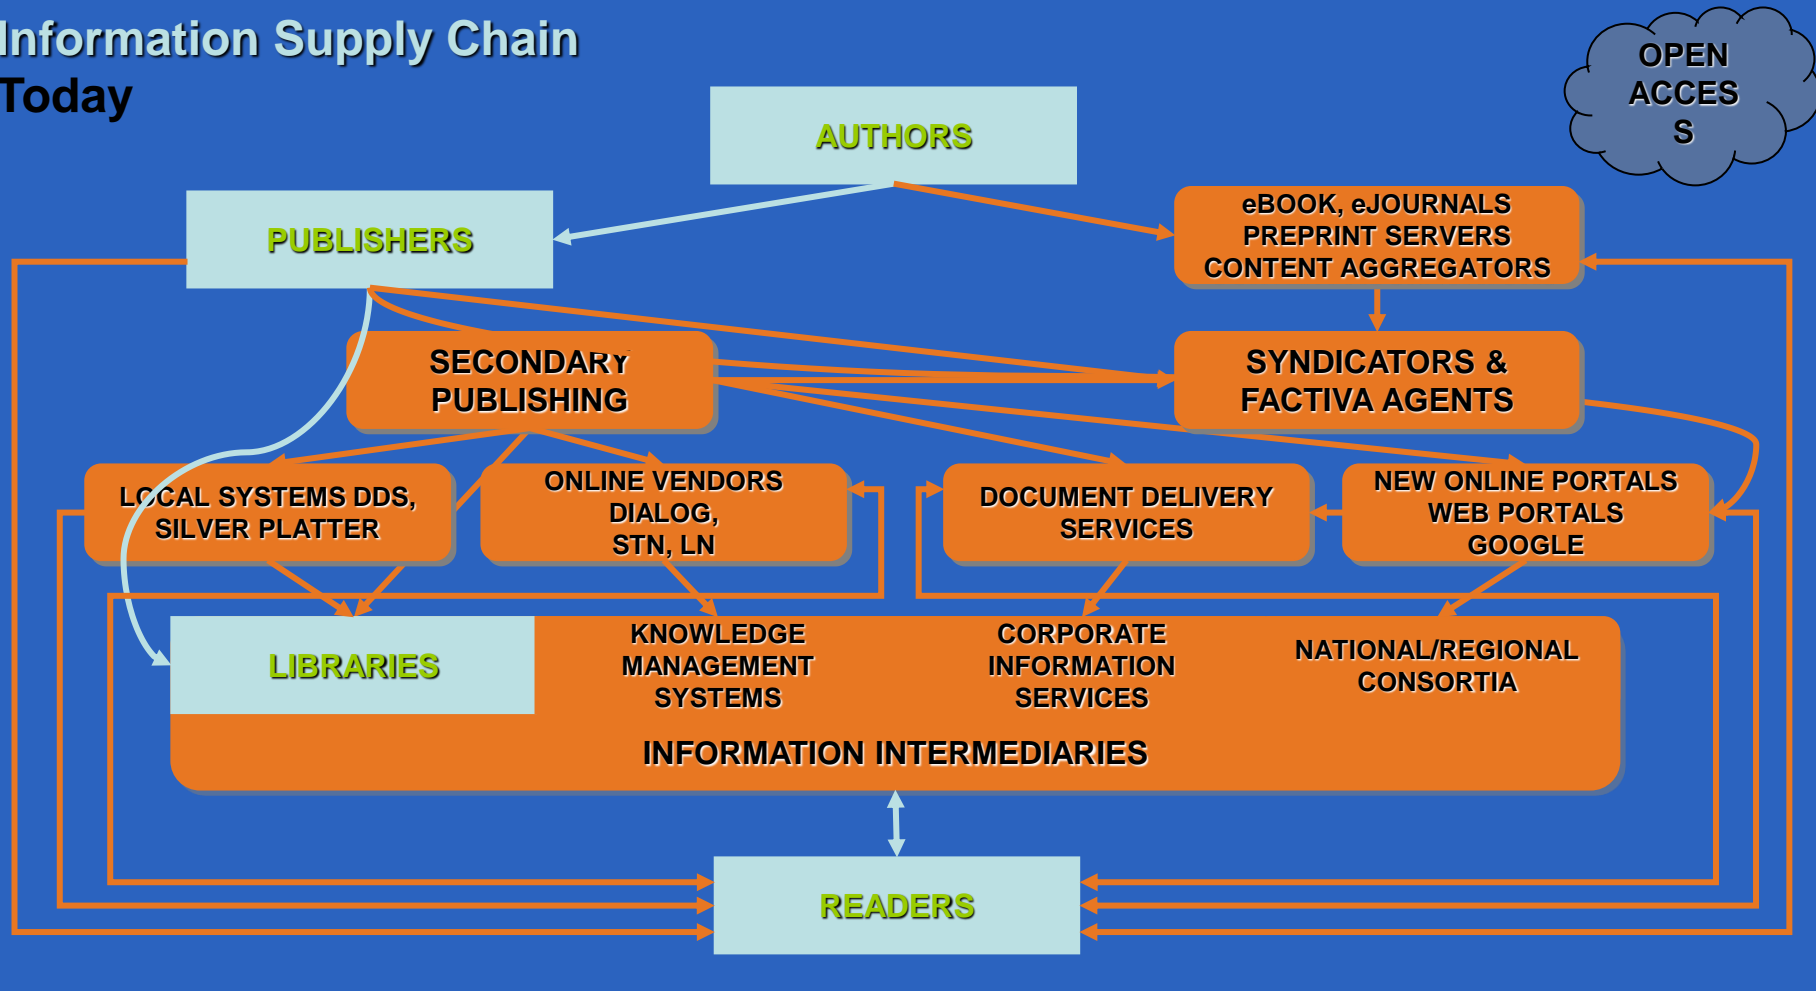 Information Supply Chain
Today
OPEN
ACCES
S
AUTHORS
PUBLISHERS
eBOOK, eJOURNALS
PREPRINT SERVERS
CONTENT AGGREGATORS
SECONDARY
PUBLISHING
SYNDICATORS &
FACTIVA AGENTS
LOCAL SYSTEMS DDS,
SILVER PLATTER
ONLINE VENDORS
DIALOG,
STN, LN
DOCUMENT DELIVERY
SERVICES
NEW ONLINE PORTALS
WEB PORTALS
GOOGLE
LIBRARIES
KNOWLEDGE
MANAGEMENT
SYSTEMS
CORPORATE
INFORMATION
SERVICES
NATIONAL/REGIONAL
CONSORTIA
INFORMATION INTERMEDIARIES
READERS